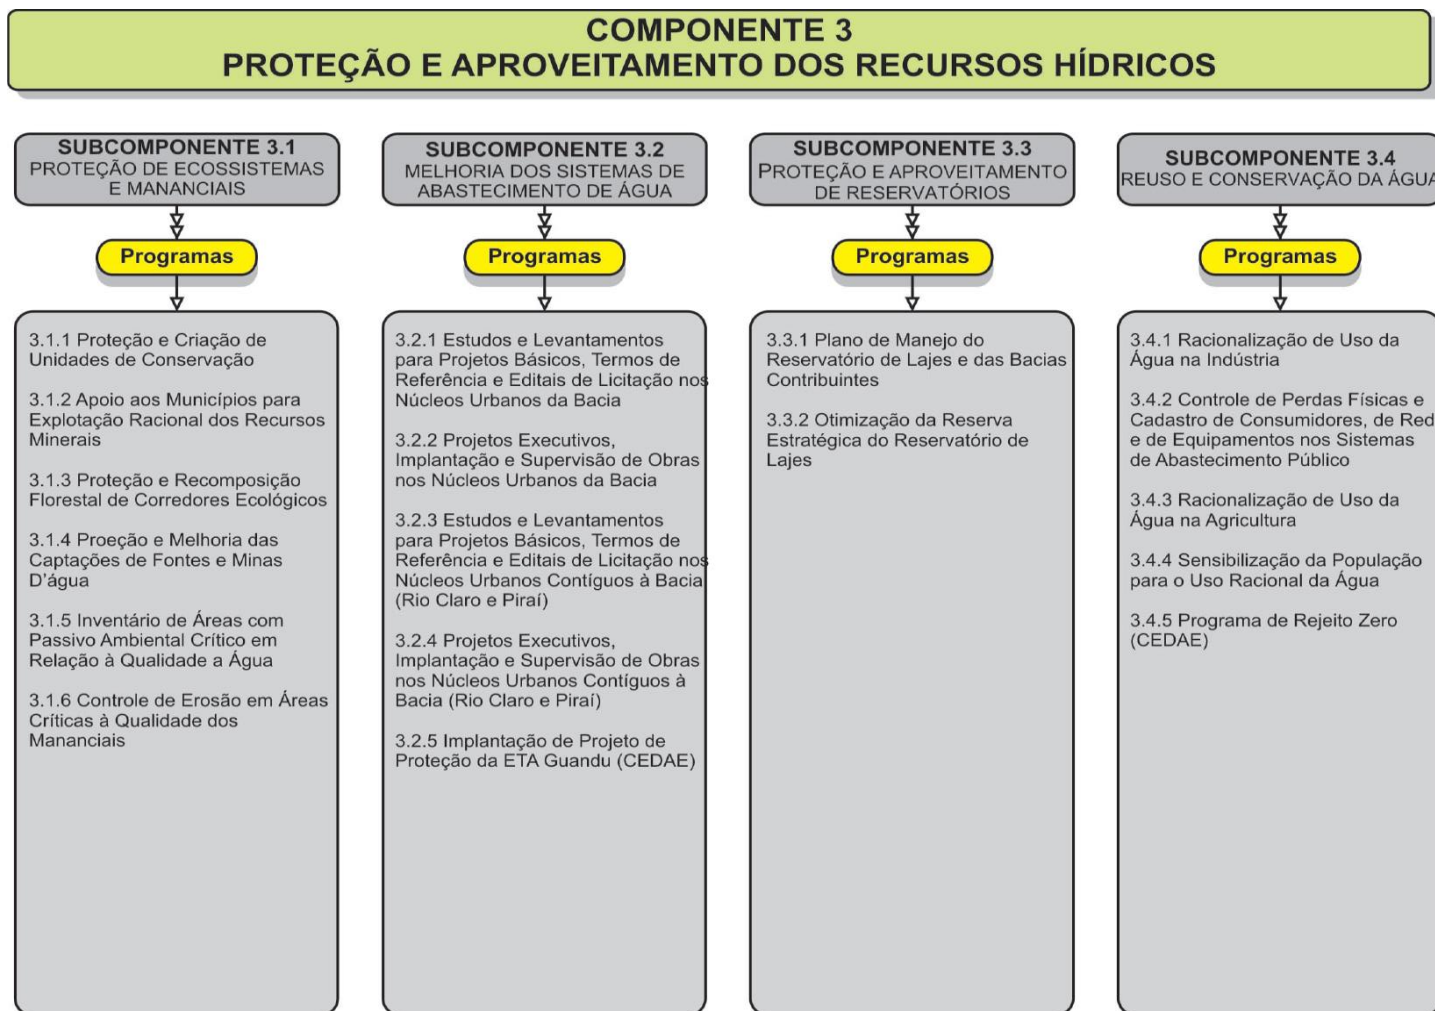 COMPONENTE 3
PROTEÇÃO E APROVEITAMENTO DOS RECURSOS HÍDRICOS
SUBCOMPONENTE 3.1
PROTEÇÃO DE ECOSSISTEMAS
E MANANCIAIS
Programas
3.1.1 Proteção e Criação de
Unidades de Conservação
3.1.2 Apoio aos Municípios para
Explotação Racional dos Recursos
Minerais
3.1.3 Proteção e Recomposição
Florestal de Corredores Ecológicos
3.1.4 Proeção e Melhoria das
Captações de Fontes e Minas
D'água
3.1.5 Inventário de Áreas com
Passivo Ambiental Crítico em
Relação à Qualidade a Água
3.1.6 Controle de Erosão em Áreas
Críticas à Qualidade dos
Mananciais
SUBCOMPONENTE 3.2
MELHORIA DOS SISTEMAS DE
ABASTECIMENTO DE ÁGUA
Programas
3.2.1 Estudos e Levantamentos
para Projetos Básicos, Termos de
Referência e Editais de Licitação nos
Núcleos Urbanos da Bacia
3.2.2 Projetos Executivos,
Implantação e Supervisão de Obras
nos Núcleos Urbanos da Bacia
3.2.3 Estudos e Levantamentos
para Projetos Básicos, Termos de
Referência e Editais de Licitação nos
Núcleos Urbanos Contíguos à Bacia
(Rio Claro e Piraí)
3.2.4 Projetos Executivos,
Implantação e Supervisão de Obras
nos Núcleos Urbanos Contíguos à
Bacia (Rio Claro e Piraí)
3.2.5 Implantação de Projeto de
Proteção da ETA Guandu (CEDAE)
SUBCOMPONENTE 3.3
PROTEÇÃO E APROVEITAMENTO
DE RESERVATÓRIOS
Programas
3.3.1 Plano de Manejo do
Reservatório de Lajes e das Bacias
Contribuintes
3.3.2 Otimização da Reserva
Estratégica do Reservatório de
Lajes
SUBCOMPONENTE 3.4
REUSO E CONSERVAÇÃO DA ÁGUA
Programas
3.4.1 Racionalização de Uso da
Água na Indústria
3.4.2 Controle de Perdas Físicas e
Cadastro de Consumidores, de Red
e de Equipamentos nos Sistemas
de Abastecimento Público
3.4.3 Racionalização de Uso da
Água na Agricultura
3.4.4 Sensibilização da População
para o Uso Racional da Água
3.4.5 Programa de Rejeito Zero
(CEDAE)